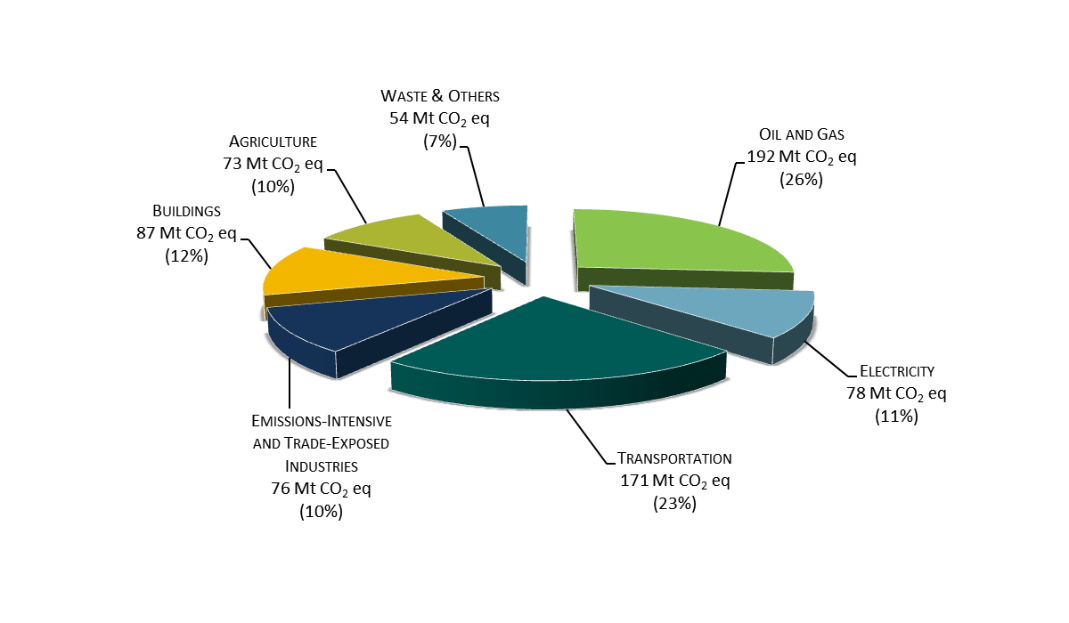 WASTE & OTHERS
54 Mt CO₂ eq
(7%)
OIL AND GAS
192 Mt CO₂ eq
(26%)
AGRICULTURE
73 Mt CO₂ eq
(10%)
BUILDINGS
87 Mt CO₂ eq
(12%)
ELECTRICITY
78 Mt CO₂ eq
(11%)
EMISSIONS-INTENSIVE
AND TRADE-EXPOSED
INDUSTRIES
76 Mt CO₂ eq
(10%)
TRANSPORTATION
171 Mt CO₂ eq
(23%)